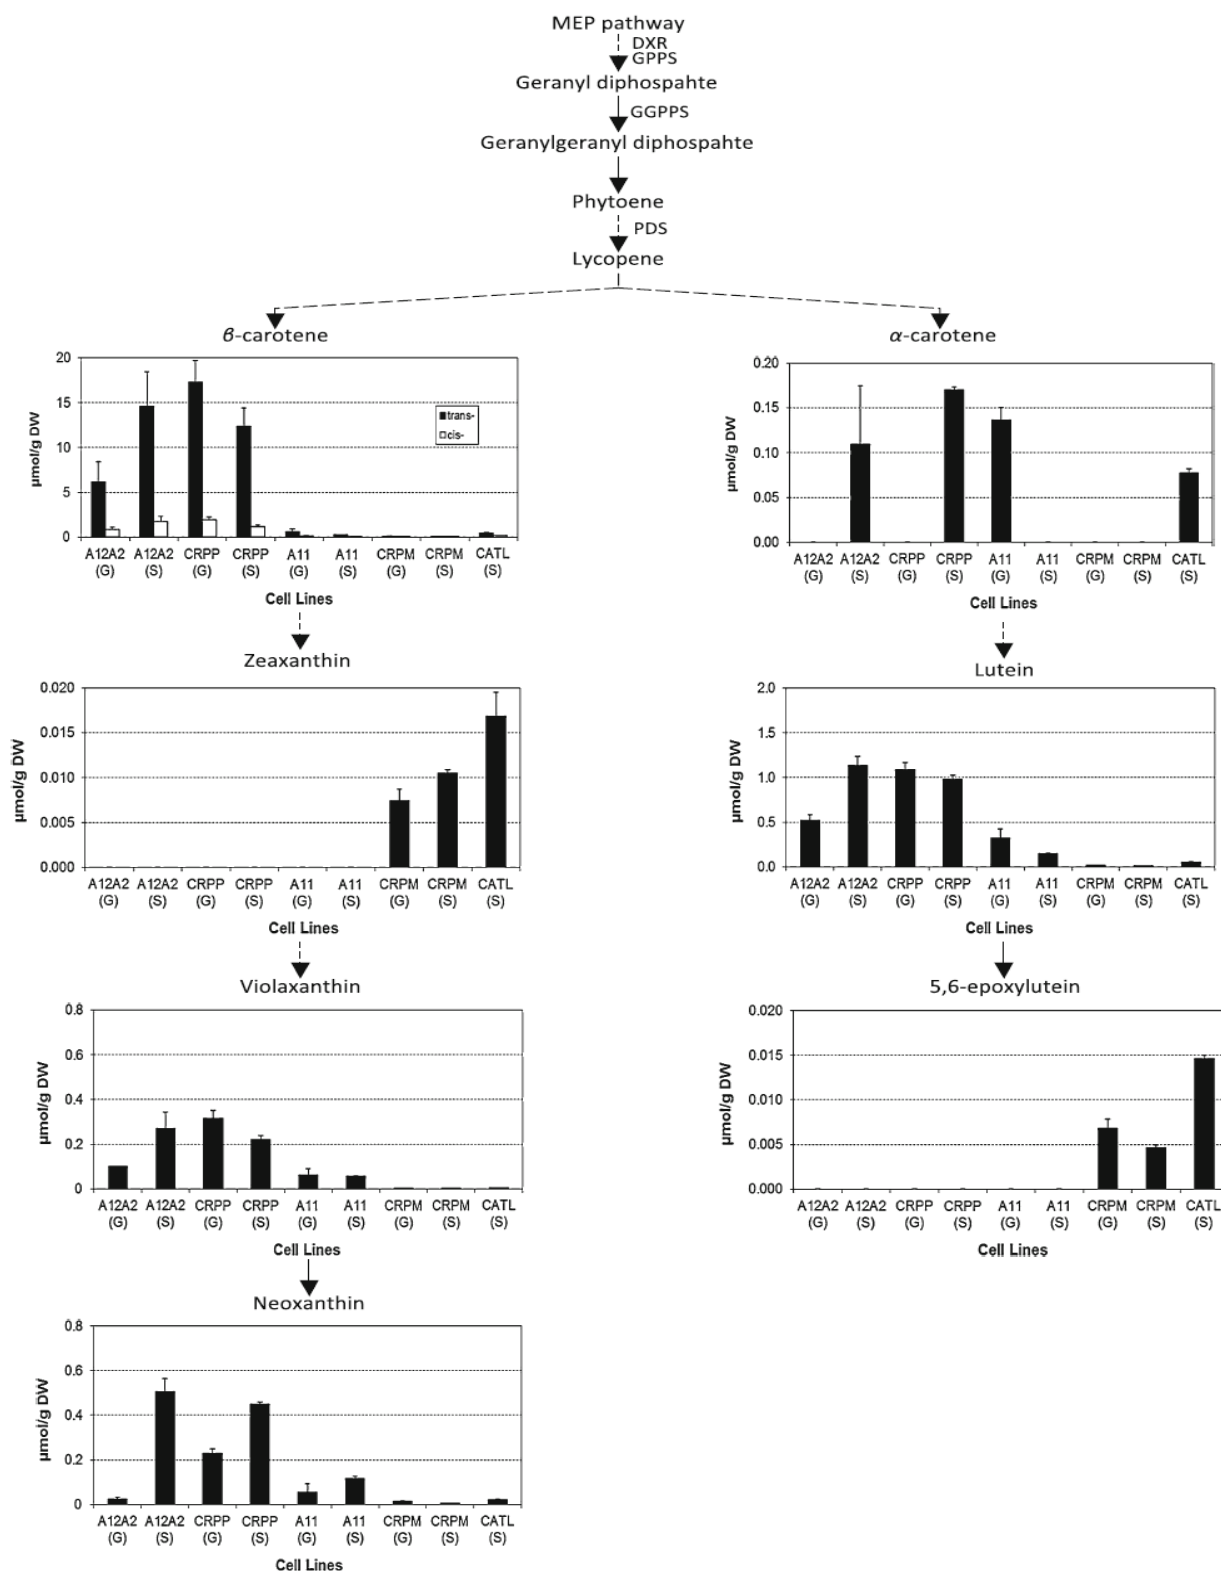 MEP pathway
DXR
GPPS
Geranyl diphospahte
GGPPS
Geranylgeranyl diphospahte
Phytoene
PDS
Lycopene
β-carotene
20
15
10
5
0
µmol/g DW
trans-
cis-
A12A2 A12A2 CRPP CRPP A11 A11 CRPM CRPM CATL
(G) (S) (G) (S) (G) (S) (G) (S) (S)
Cell Lines
α-carotene
0.20
0.15
0.10
0.05
0.00
µmol/g DW
A12A2 A12A2 CRPP CRPP A11 A11 CRPM CRPM CATL
(G) (S) (G) (S) (G) (S) (G) (S) (S)
Cell Lines
Zeaxanthin
0.020
0.015
0.010
0.005
0.000
µmol/g DW
A12A2 A12A2 CRPP CRPP A11 A11 CRPM CRPM CATL
(G) (S) (G) (S) (G) (S) (G) (S) (S)
Cell Lines
Lutein
2.0
1.5
1.0
0.5
0.0
µmol/g DW
A12A2 A12A2 CRPP CRPP A11 A11 CRPM CRPM CATL
(G) (S) (G) (S) (G) (S) (G) (S) (S)
Cell Lines
Violaxanthin
0.8
0.6
0.4
0.2
0
µmol/g DW
A12A2 A12A2 CRPP CRPP A11 A11 CRPM CRPM CATL
(G) (S) (G) (S) (G) (S) (G) (S) (S)
Cell Lines
5,6-epoxylutein
0.020
0.015
0.010
0.005
0.000
µmol/g DW
A12A2 A12A2 CRPP CRPP A11 A11 CRPM CRPM CATL
(G) (S) (G) (S) (G) (S) (G) (S) (S)
Cell Lines
Neoxanthin
0.8
0.6
0.4
0.2
0
µmol/g DW
A12A2 A12A2 CRPP CRPP A11 A11 CRPM CRPM CATL
(G) (S) (G) (S) (G) (S) (G) (S) (S)
Cell Lines